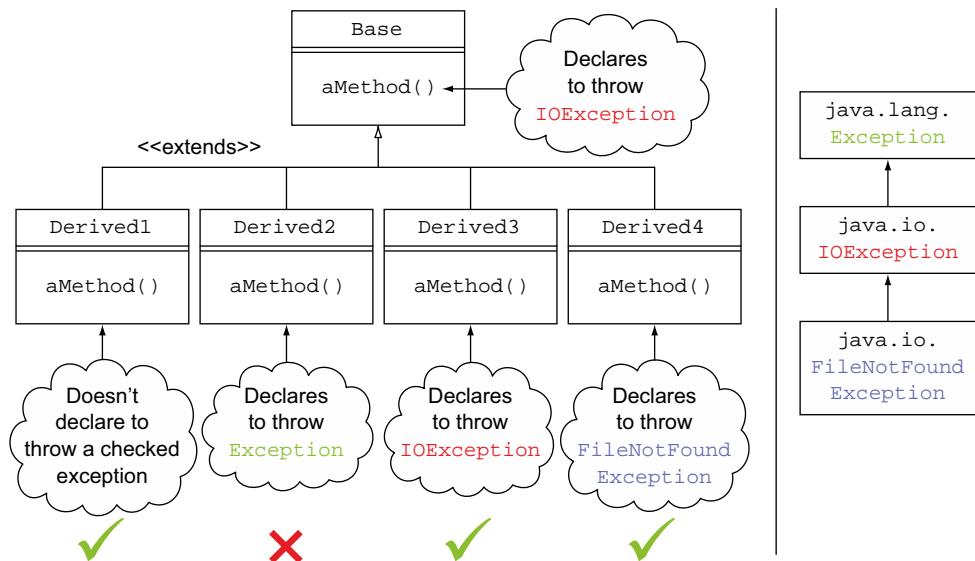 Base
aMethod()
Declares
to throw
IOException
<<extends>>
Derived1
aMethod()
Derived2
aMethod()
Derived3
aMethod()
Derived4
aMethod()
Doesn't
declare to
throw a checked
exception
Declares
to throw
Exception
Declares
to throw
IOException
Declares
to throw
FileNotFound
Exception
java.lang.
Exception
java.io.
IOException
java.io.
FileNotFound
Exception